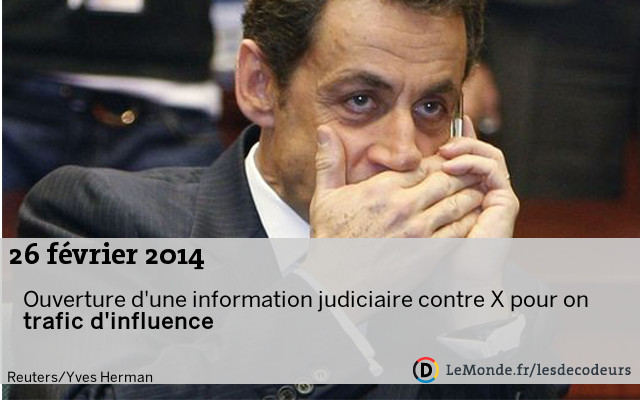 26 février 2014
Ouverture d'une information judiciaire contre X pour on
trafic d'influence
Reuters/Yves Herman
D LeMonde.fr/lesdecodeurs